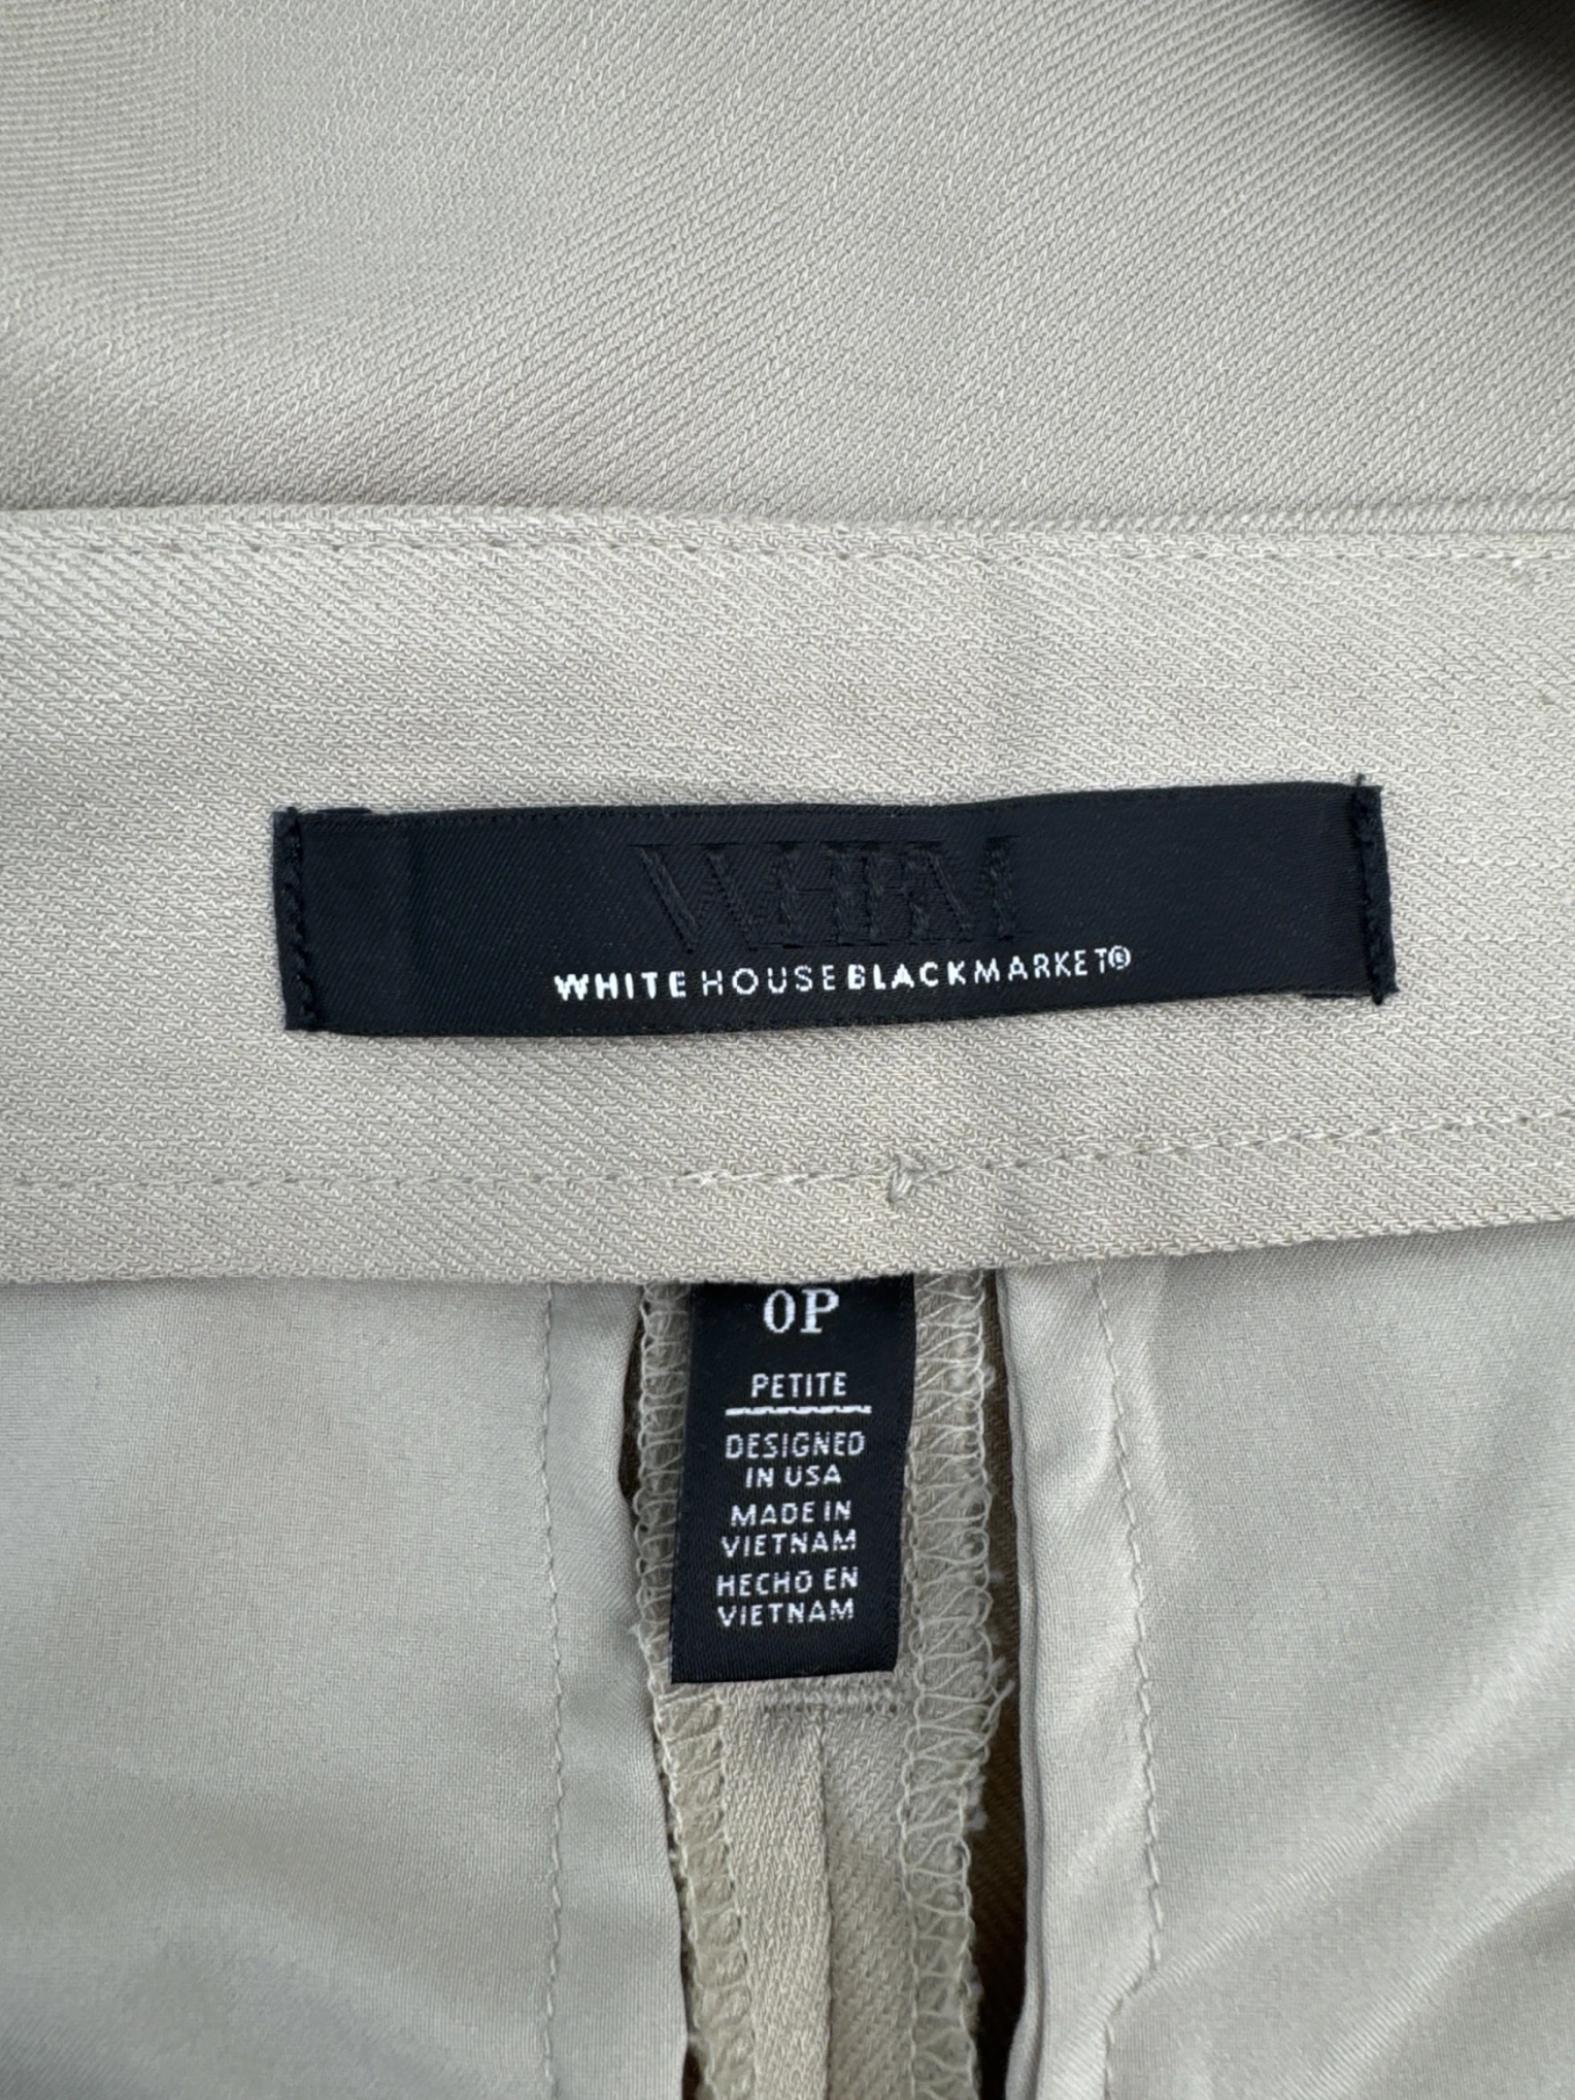 WHBM
WHITE HOUSE BLACK MARKET®
0P
PETITE
DESIGNED
IN USA
MADE IN
VIETNAM
HECHO EN
VIETNAM